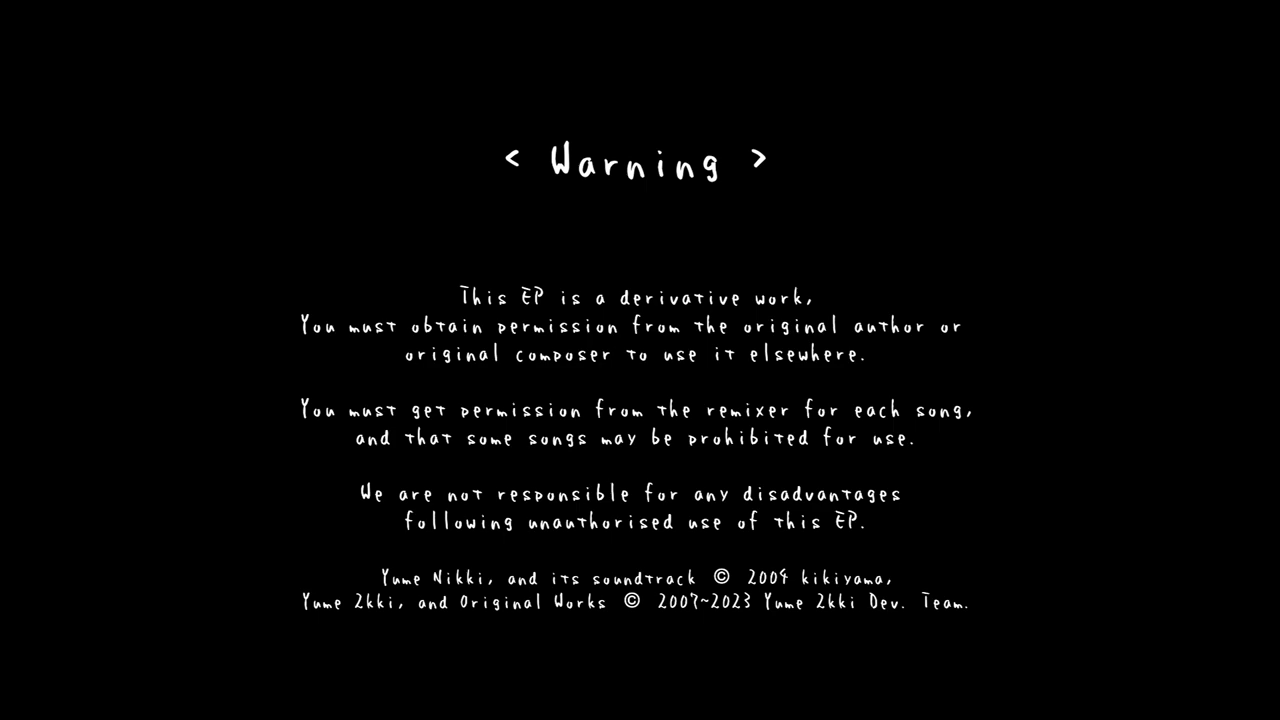 < Warning >
This EP is a derivative work,
You must obtain permission from the original author or
original composer to use it elsewhere.
You must get permission from the remixer for each song,
and that some songs may be prohibited for use.
We are not responsible for any disadvantages
following unauthorised use of this EP.
Yume Nikki, and its soundtrack © 2004 kikiyama,
Yume 2kki, and Original Works © 2007~2023 Yume 2kki Dev. Team.